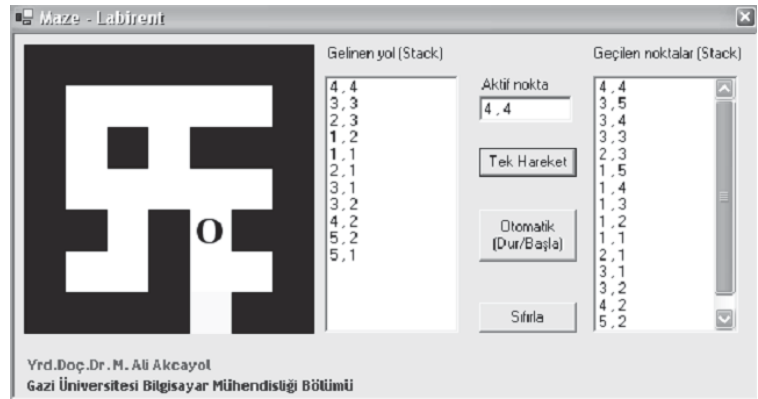 Maze - Labirent
Gelinen yol (Stack)
4 , 4
3 , 3
2 , 3
1 , 2
1 , 1
2 , 1
3 , 1
3 , 2
4 , 2
5 , 2
5 , 1
Aktif nokta
4 , 4
Tek Hareket
Otomatik
(Dur/Başla)
Sıfırla
Geçilen noktalar (Stack)
4 , 4
3 , 5
3 , 4
3 , 3
2 , 3
1 , 5
1 , 4
1 , 3
1 , 2
1 , 1
2 , 1
3 , 1
3 , 2
4 , 2
5 , 2
O
Yrd.Doç.Dr. M. Ali Akcayol
Gazi Üniversitesi Bilgisayar Mühendisliği Bölümü